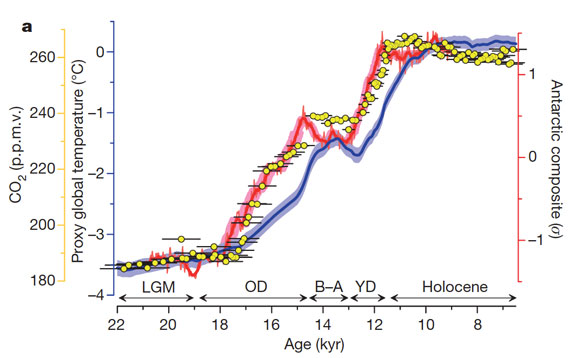 a
260
240
220
200
180
CO2 (p.p.m.v.)
0
–1
–2
–3
–4
Proxy global temperature (°C)
1
0
–1
Antarctic composite (σ)
LGM
OD
B–A
YD
Holocene
22 20 18 16 14 12 10 8
Age (kyr)